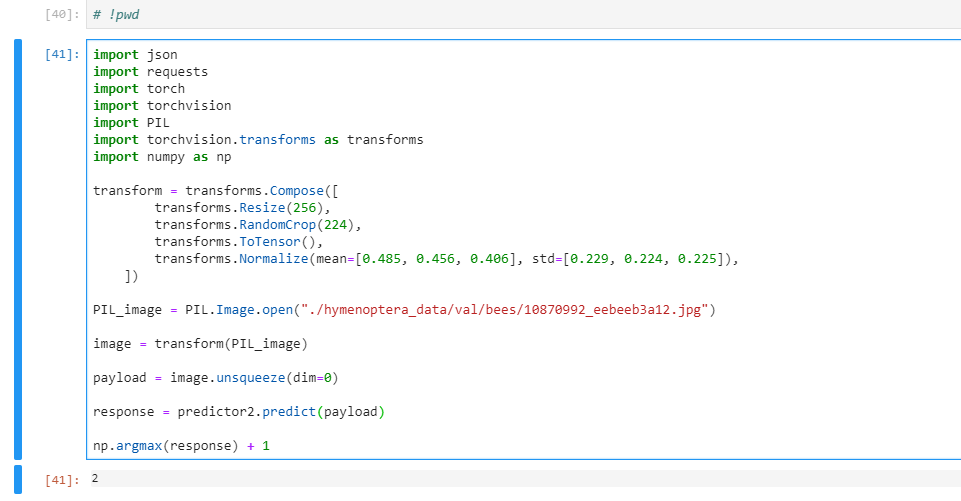 [40]: # !pwd
[41]: import json
import requests
import torch
import torchvision
import PIL
import torchvision.transforms as transforms
import numpy as np
transform = transforms.Compose([
        transforms.Resize(256),
        transforms.RandomCrop(224),
        transforms.ToTensor(),
        transforms.Normalize(mean=[0.485, 0.456, 0.406], std=[0.229, 0.224, 0.225]),
    ])
PIL_image = PIL.Image.open("./hymenoptera_data/val/bees/10870992_eebeeb3a12.jpg")
image = transform(PIL_image)
payload = image.unsqueeze(dim=0)
response = predictor2.predict(payload)
np.argmax(response) + 1
[41]: 2